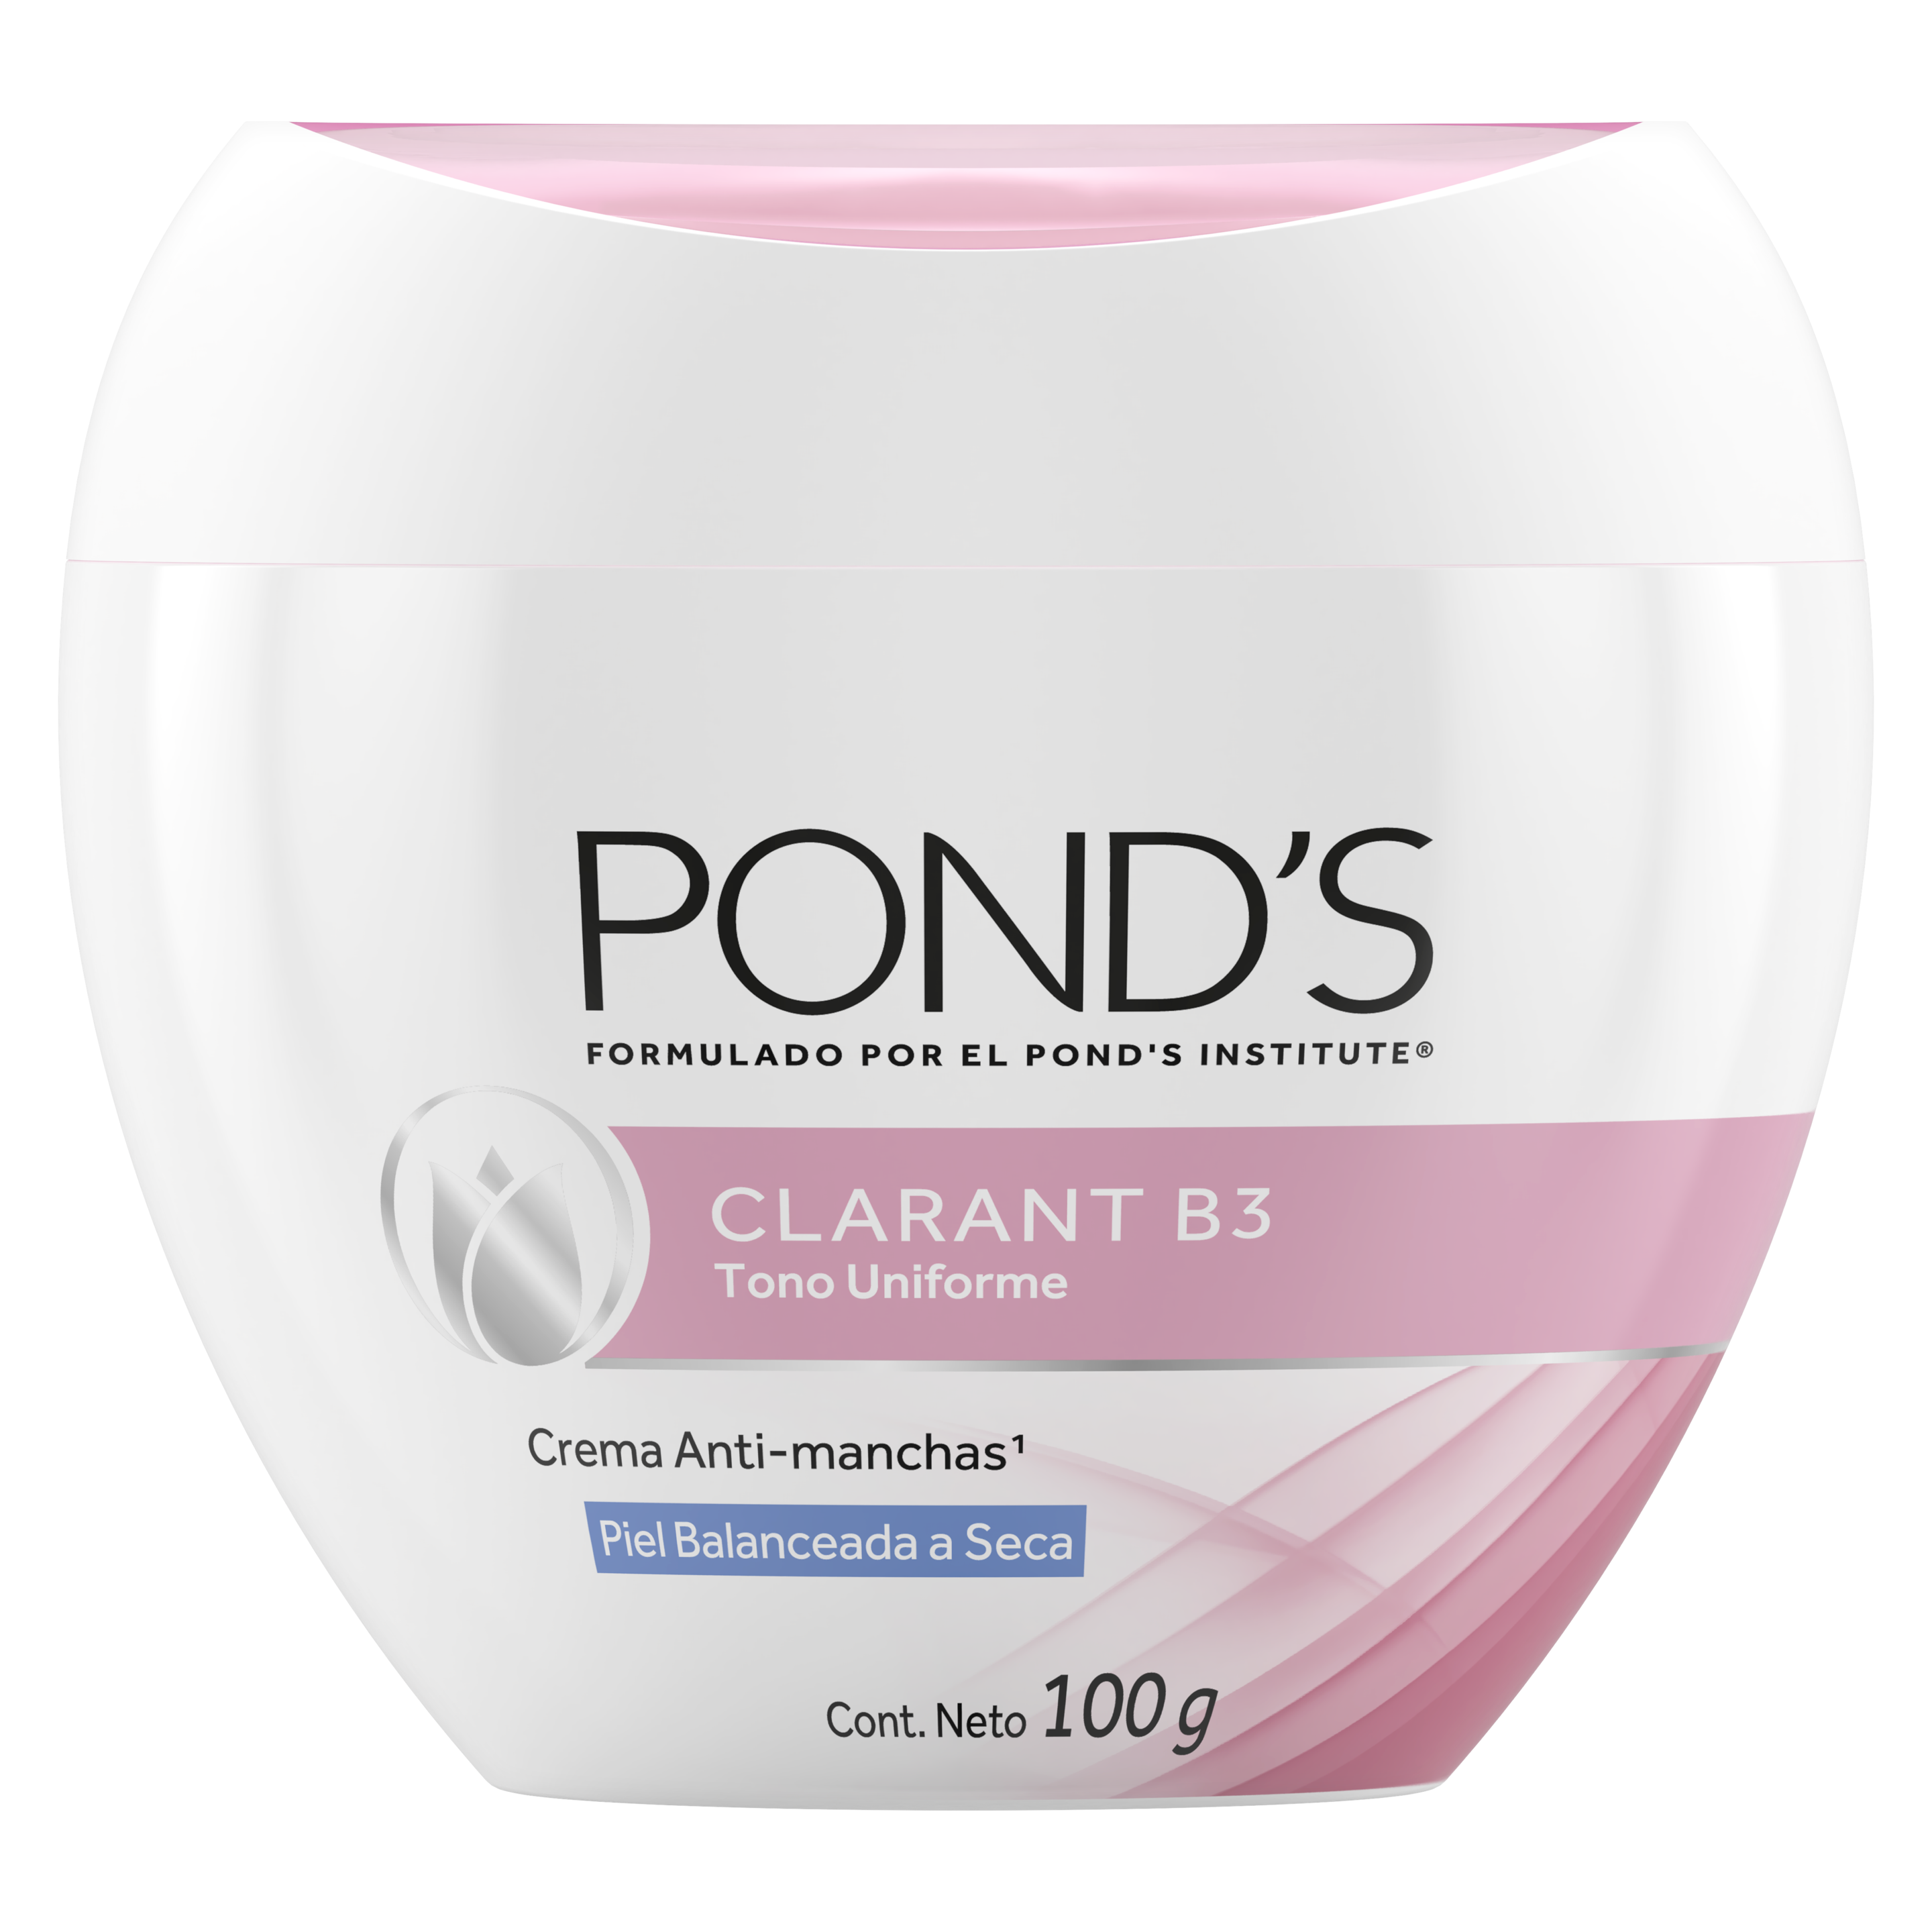 POND'S
FORMULADO POR EL POND'S INSTITUTE®
CLARANT B3
Tono Uniforme
Crema Anti-manchas¹
Piel Balanceada a Seca
Cont. Neto 100 g